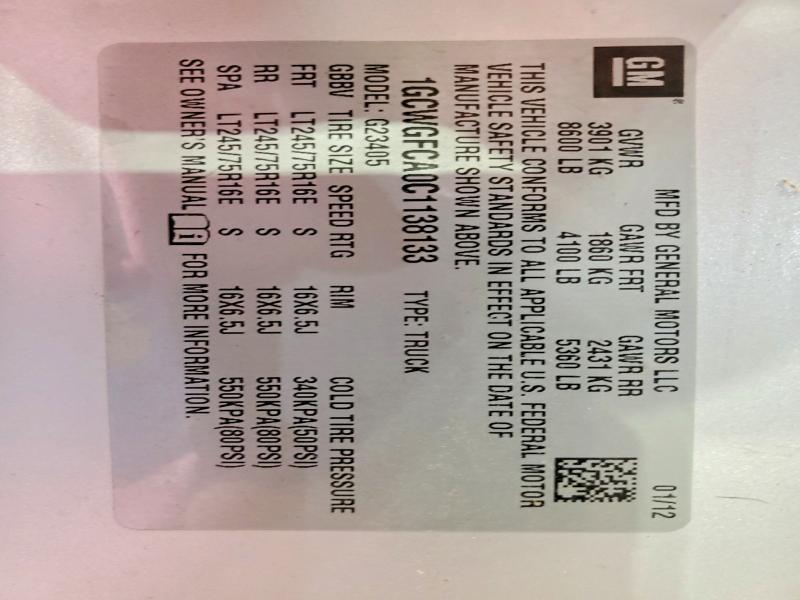 GM®
MFD BY GENERAL MOTORS LLC 01/12
GVWR GAWR FRT GAWR RR
3901 KG 1860 KG 2431 KG
8600 LB 4100 LB 5360 LB
THIS VEHICLE CONFORMS TO ALL APPLICABLE U.S. FEDERAL MOTOR
VEHICLE SAFETY STANDARDS IN EFFECT ON THE DATE OF
MANUFACTURE SHOWN ABOVE.
1GCWGFCA0C1138133 TYPE: TRUCK
MODEL: G23405
GBBV TIRE SIZE SPEED RTG RIM COLD TIRE PRESSURE
FRT LT245/75R16E S 16X6.5J 340KPA(50PSI)
RR LT245/75R16E S 16X6.5J 550KPA(80PSI)
SPA LT245/75R16E S 16X6.5J 550KPA(80PSI)
SEE OWNER'S MANUAL FOR MORE INFORMATION.